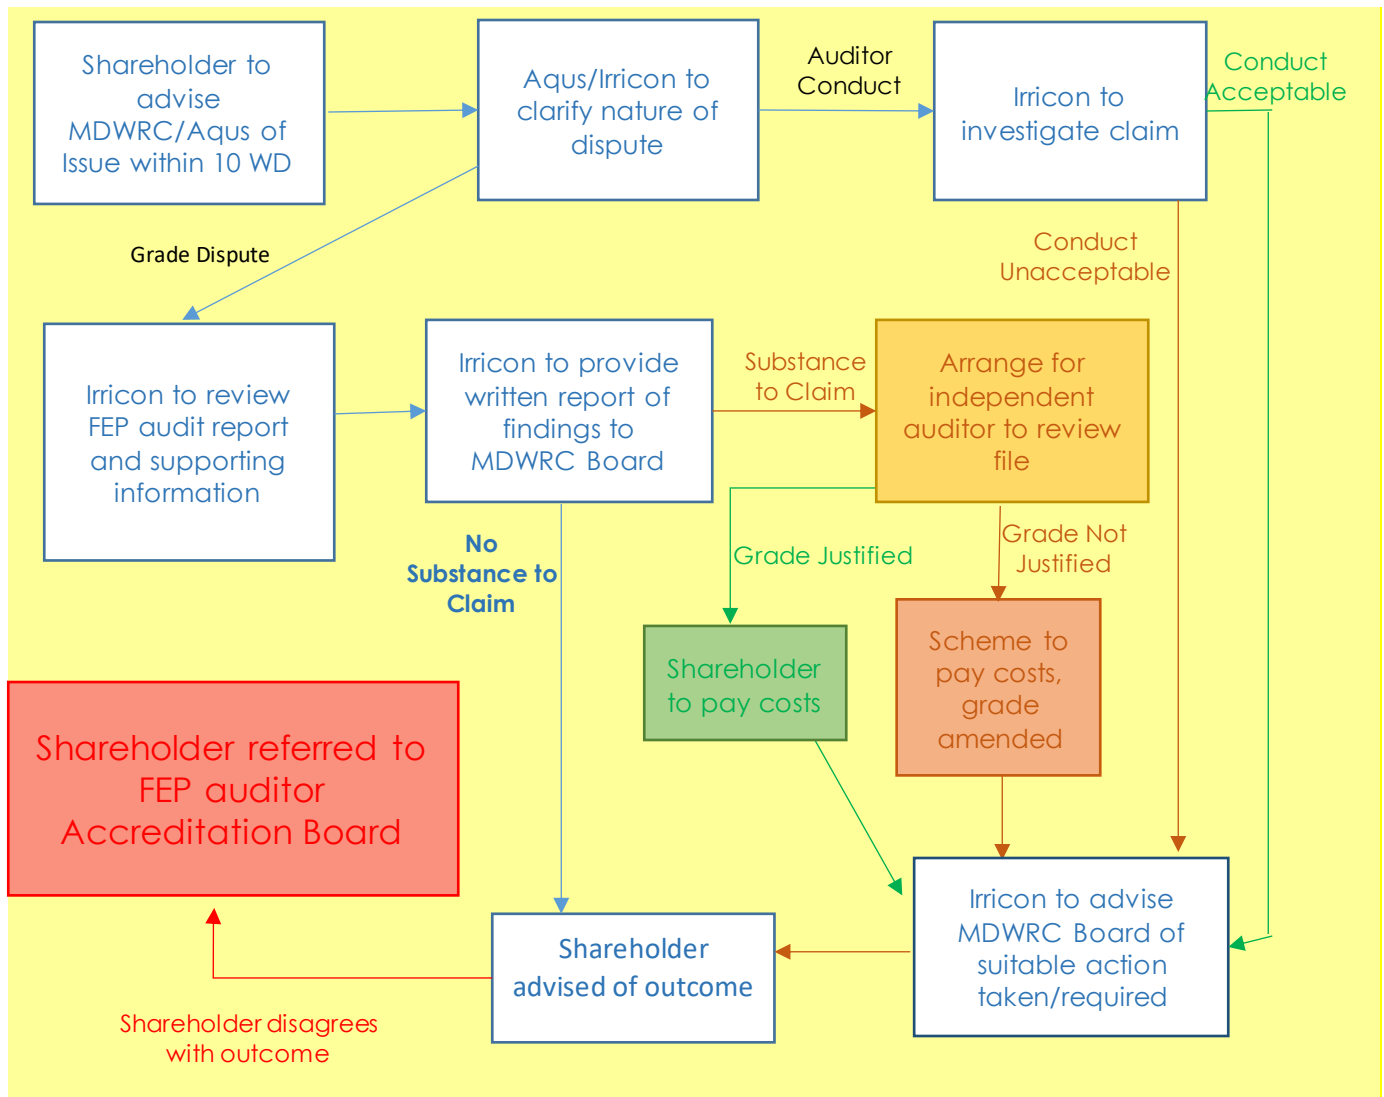 Shareholder to
advise
MDWRC/Aqus of
Issue within 10 WD
Aqus/Irricon to
clarify nature of
dispute
Auditor
Conduct
Irricon to
investigate claim
Conduct
Acceptable
Grade Dispute
Conduct
Unacceptable
Irricon to review
FEP audit report
and supporting
information
Irricon to provide
written report of
findings to
MDWRC Board
Substance
to Claim
Arrange for
independent
auditor to review
file
No
Substance to
Claim
Grade Justified
Grade Not
Justified
Shareholder
to pay costs
Scheme to
pay costs,
grade
amended
Shareholder referred to
FEP auditor
Accreditation Board
Shareholder
advised of outcome
Irricon to advise
MDWRC Board of
suitable action
taken/required
Shareholder disagrees
with outcome